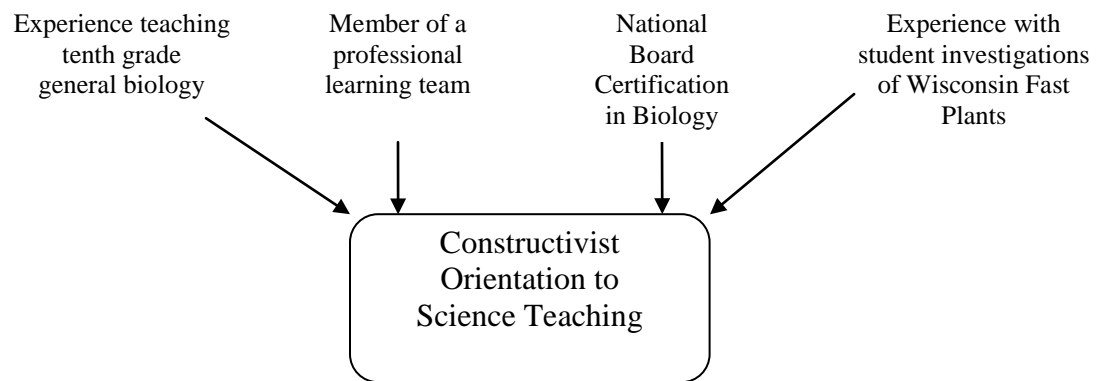 Experience teaching
tenth grade
general biology
Member of a
professional
learning team
National
Board
Certification
in Biology
Experience with
student investigations
of Wisconsin Fast
Plants
Constructivist
Orientation to
Science Teaching